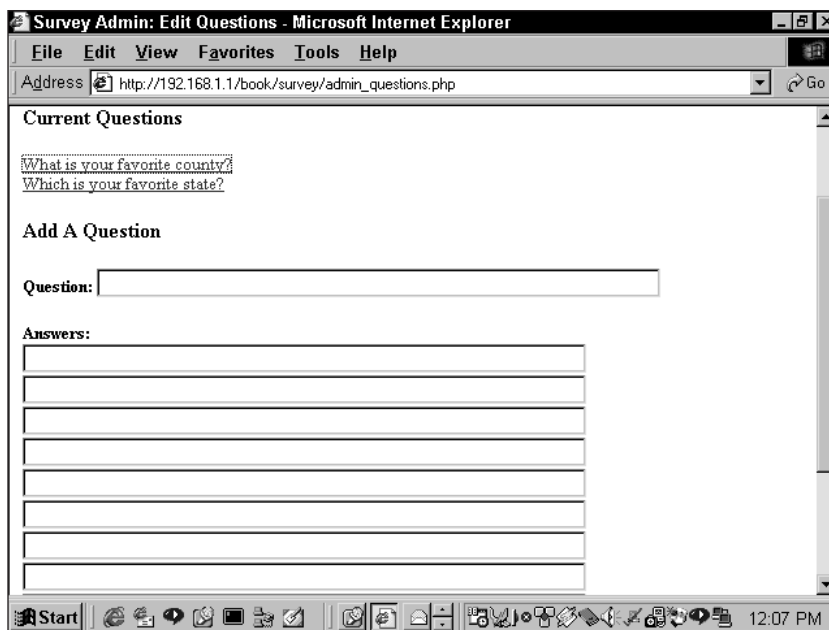 Survey Admin: Edit Questions - Microsoft Internet Explorer
File Edit View Favorites Tools Help
Address http://192.168.1.1/book/survey/admin_questions.php Go
Current Questions
What is your favorite county?
Which is your favorite state?
Add A Question
Question:
Answers:
Start 12:07 PM